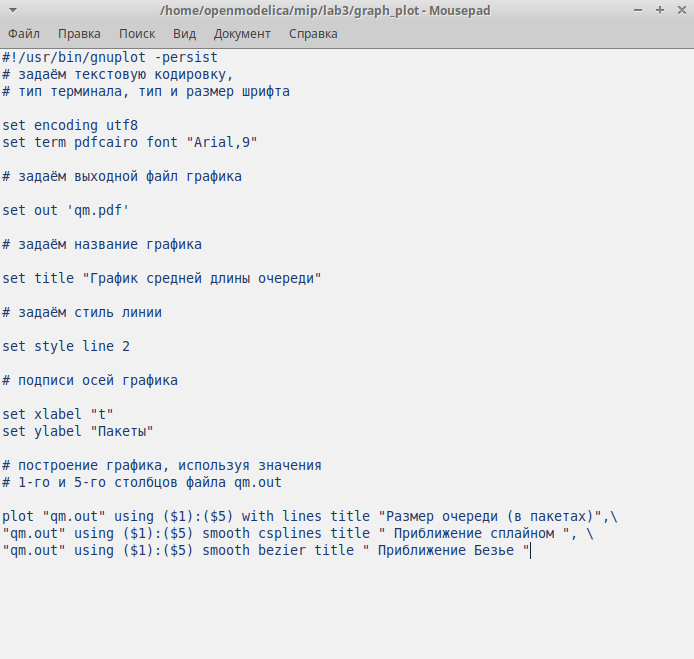 /home/openmodelica/mip/lab3/graph_plot - Mousepad
Файл Правка Поиск Вид Документ Справка
#!/usr/bin/gnuplot -persist
# задаём текстовую кодировку,
# тип терминала, тип и размер шрифта
set encoding utf8
set term pdfcairo font "Arial,9"
# задаём выходной файл графика
set out 'qm.pdf'
# задаём название графика
set title "График средней длины очереди"
# задаём стиль линии
set style line 2
# подписи осей графика
set xlabel "t"
set ylabel "Пакеты"
# построение графика, используя значения
# 1-го и 5-го столбцов файла qm.out
plot "qm.out" using ($1):($5) with lines title "Размер очереди (в пакетах)",\
"qm.out" using ($1):($5) smooth csplines title " Приближение сплайном ", \
"qm.out" using ($1):($5) smooth bezier title " Приближение Безье "